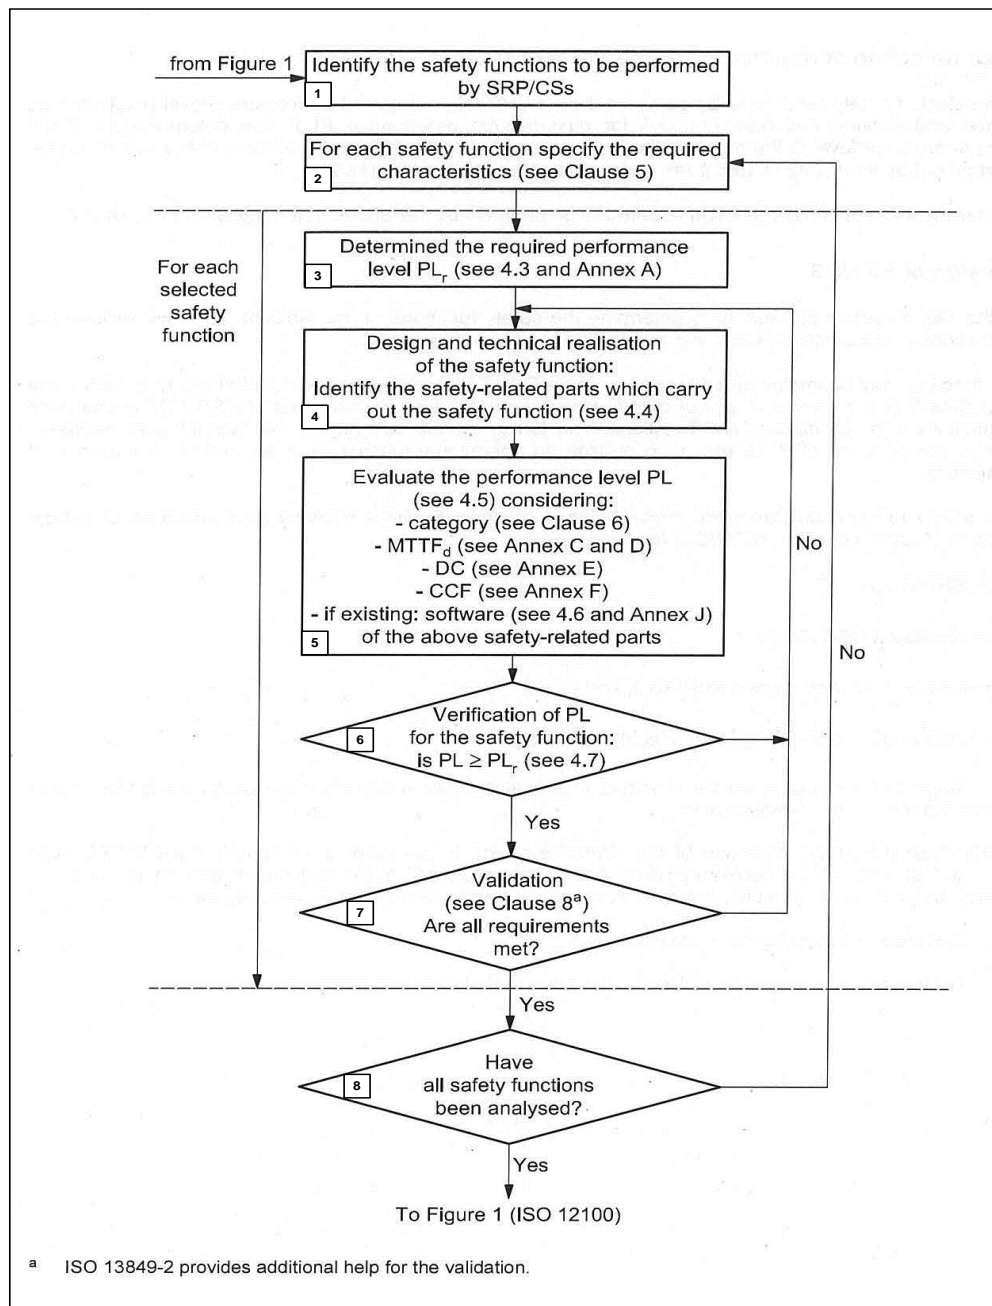 from Figure 1
Identify the safety functions to be performed
by SRP/CSs
1
For each safety function specify the required
characteristics (see Clause 5)
2
For each
selected
safety
function
Determined the required performance
level PLr (see 4.3 and Annex A)
3
Design and technical realisation
of the safety function:
Identify the safety-related parts which carry
out the safety function (see 4.4)
4
Evaluate the performance level PL
(see 4.5) considering:
- category (see Clause 6)
- MTTFd (see Annex C and D)
- DC (see Annex E)
- CCF (see Annex F)
- if existing: software (see 4.6 and Annex J)
of the above safety-related parts
5
No
No
Verification of PL
for the safety function:
is PL ≥ PLr (see 4.7)
6
Yes
Validation
(see Clause 8a)
Are all requirements
met?
7
Yes
Have
all safety functions
been analysed?
8
Yes
To Figure 1 (ISO 12100)
a ISO 13849-2 provides additional help for the validation.